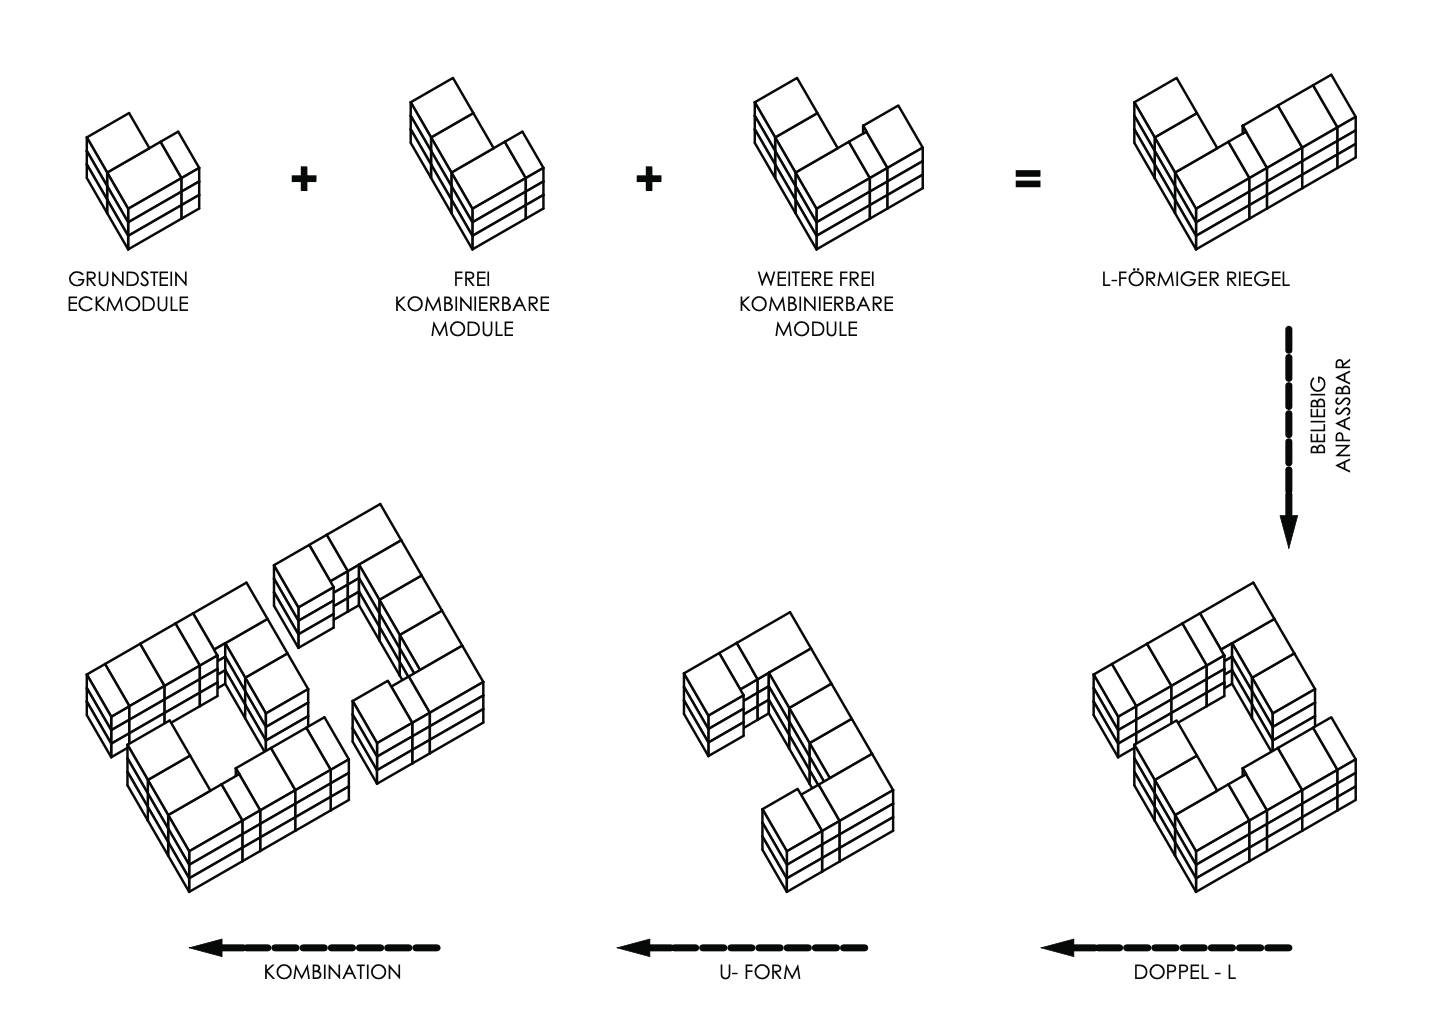 GRUNDSTEIN
ECKMODULE
FREI
KOMBINIERBARE
MODULE
WEITERE FREI
KOMBINIERBARE
MODULE
L-FÖRMIGER RIEGEL
BELIEBIG
ANPASSBAR
KOMBINATION
U- FORM
DOPPEL - L